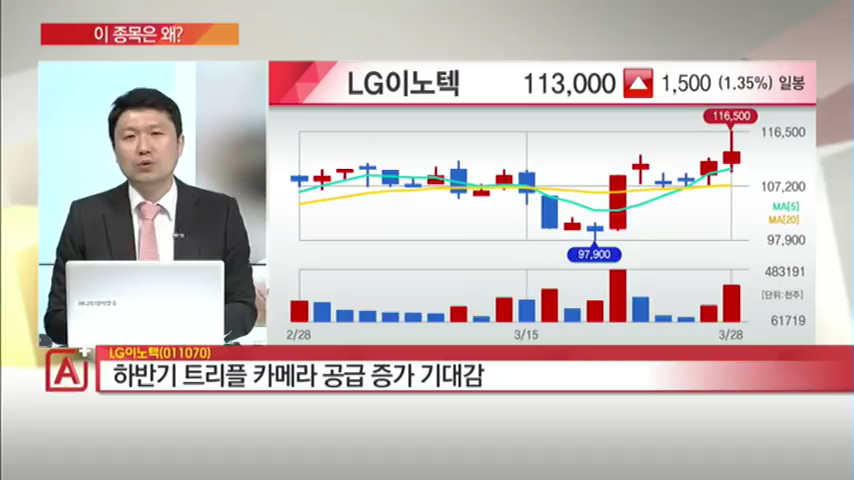 이 종목은 왜?
LG이노텍 113,000 1,500 (1.35%) 일봉
116,500
116,500
107,200
MA[5]
MA[20]
97,900
97,900
483191
[단위:천주]
61719
2/28 3/15 3/28
LG이노텍(011070)
A+
하반기 트리플 카메라 공급 증가 기대감